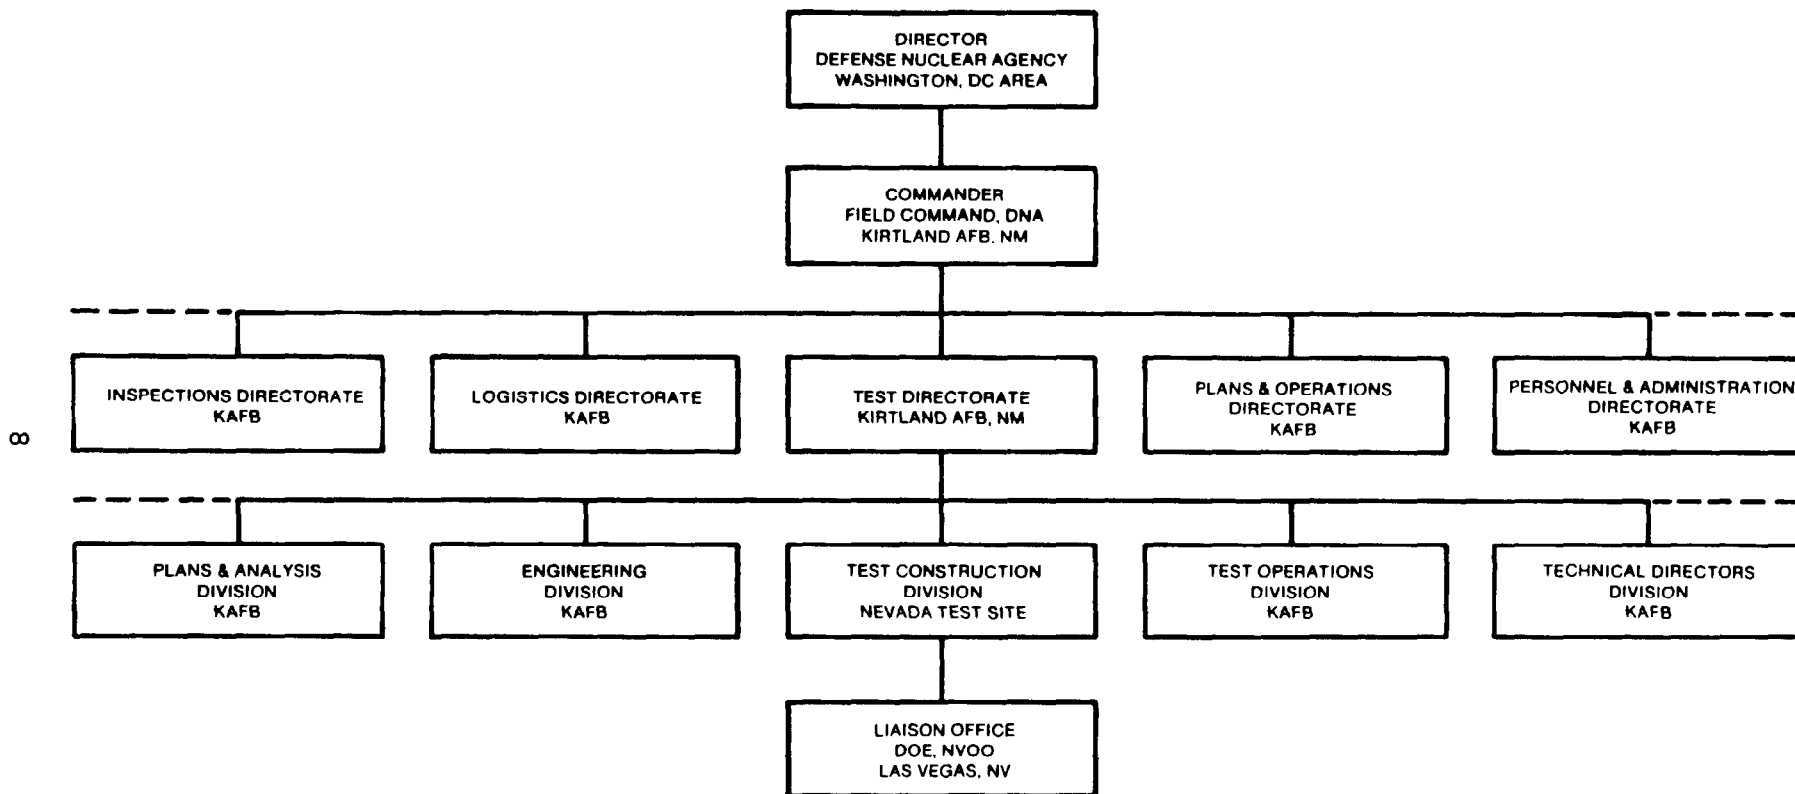 DIRECTOR
DEFENSE NUCLEAR AGENCY
WASHINGTON, DC AREA
COMMANDER
FIELD COMMAND, DNA
KIRTLAND AFB. NM
INSPECTIONS DIRECTORATE
KAFB
LOGISTICS DIRECTORATE
KAFB
TEST DIRECTORATE
KIRTLAND AFB, NM
PLANS & OPERATIONS
DIRECTORATE
KAFB
PERSONNEL & ADMINISTRATION
DIRECTORATE
KAFB
8
PLANS & ANALYSIS
DIVISION
KAFB
ENGINEERING
DIVISION
KAFB
TEST CONSTRUCTION
DIVISION
NEVADA TEST SITE
TEST OPERATIONS
DIVISION
KAFB
TECHNICAL DIRECTORS
DIVISION
KAFB
LIAISON OFFICE
DOE, NVOO
LAS VEGAS, NV